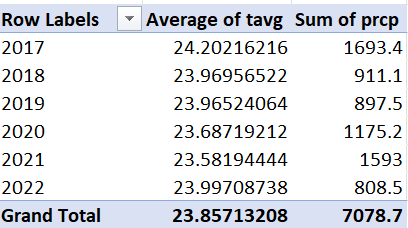 Row Labels Average of tavg Sum of prcp
2017 24.20216216 1693.4
2018 23.96956522 911.1
2019 23.96524064 897.5
2020 23.68719212 1175.2
2021 23.58194444 1593
2022 23.99708738 808.5
Grand Total 23.85713208 7078.7